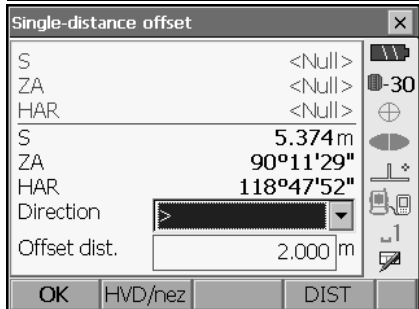 Single-distance offset
S <Null>
ZA <Null>
HAR <Null>
S 5.374 m
ZA 90°11'29"
HAR 118°47'52"
Direction >
Offset dist. 2.000 m
-30
1
OK HVD/nez DIST